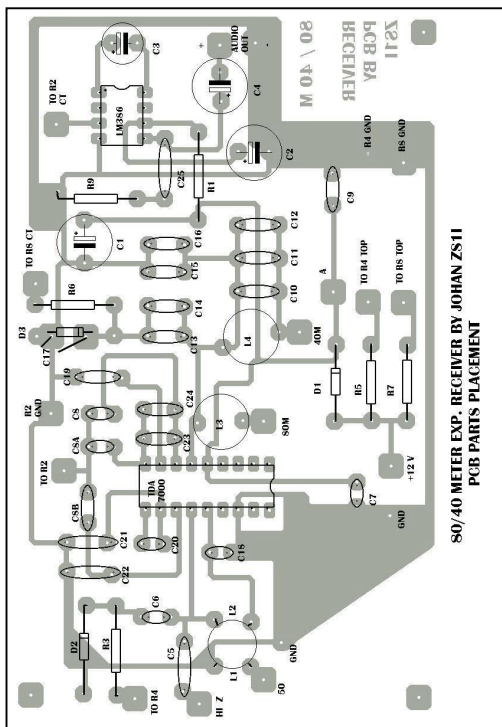 TO R4
D2
R3
HI Z
C5
C6
50
L1
L2
GND
C22
C21
C8B
TO R2
R2
GND
C8A
C8
C19
C17
D3
TO R8 CT
R6
C20
C18
TDA
7000
C23
C24
C13
C14
C15
C16
C1
R9
TO R2
CT
LM386
C3
C25
R1
C4
C2
+
AUDIO
OUT
-
80M
L3
L4
40M
C10
C11
C12
C7
GND
+12 V
D1
R5
R7
A
TO R4 TOP
TO R8 TOP
C9
R4 GND
R8 GND
80 / 40 M
RECEIVER
PCB BY
ZS1I
80/40 METER EXP. RECEIVER BY JOHAN ZS1I
PCB PARTS PLACEMENT